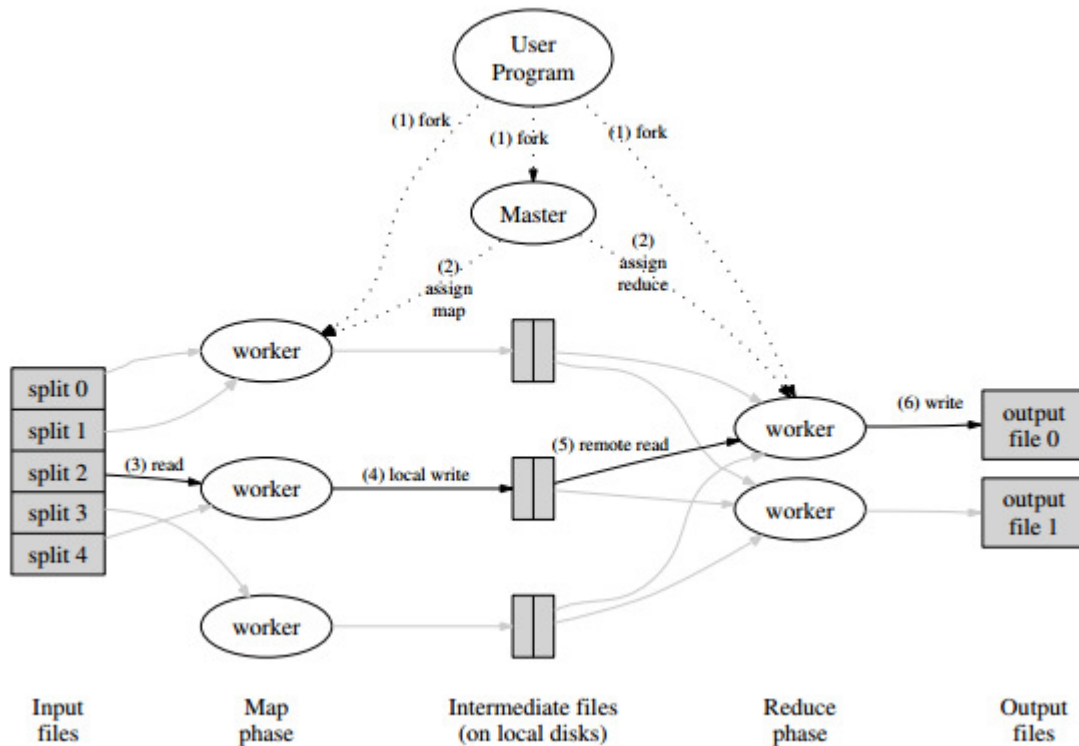 User
Program
(1) fork
(1) fork
(1) fork
Master
(2)
assign
map
(2)
assign
reduce
worker
split 0
split 1
split 2
split 3
split 4
(3) read
worker
(4) local write
(5) remote read
worker
(6) write
output
file 0
worker
output
file 1
worker
Input
files
Map
phase
Intermediate files
(on local disks)
Reduce
phase
Output
files